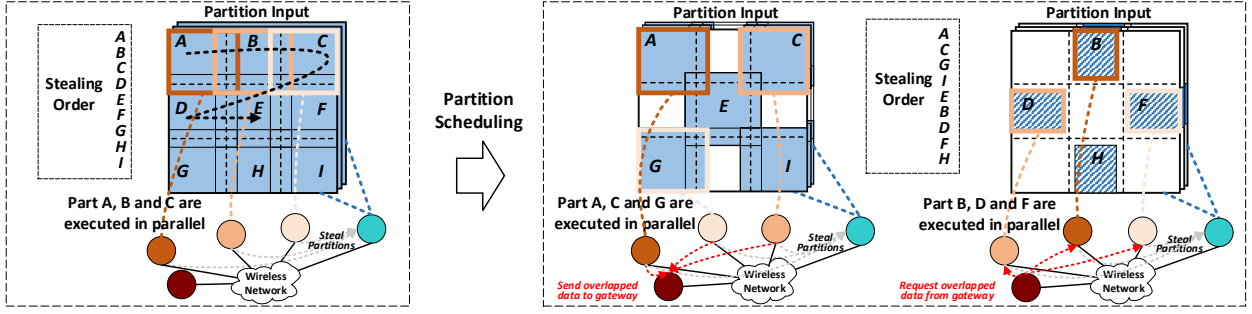 Partition Input
Stealing
Order
A
B
C
D
E
F
G
H
I
A
B
C
D
E
F
G
H
I
Part A, B and C are
executed in parallel
Steal
Partitions
Wireless
Network
Partition
Scheduling
Partition Input
A
C
E
G
I
Part A, C and G are
executed in parallel
Steal
Partitions
Wireless
Network
Send overlapped
data to gateway
Stealing
Order
A
C
G
I
E
B
D
F
H
Partition Input
B
D
F
H
Part B, D and F are
executed in parallel
Steal
Partitions
Wireless
Network
Request overlapped
data from gateway